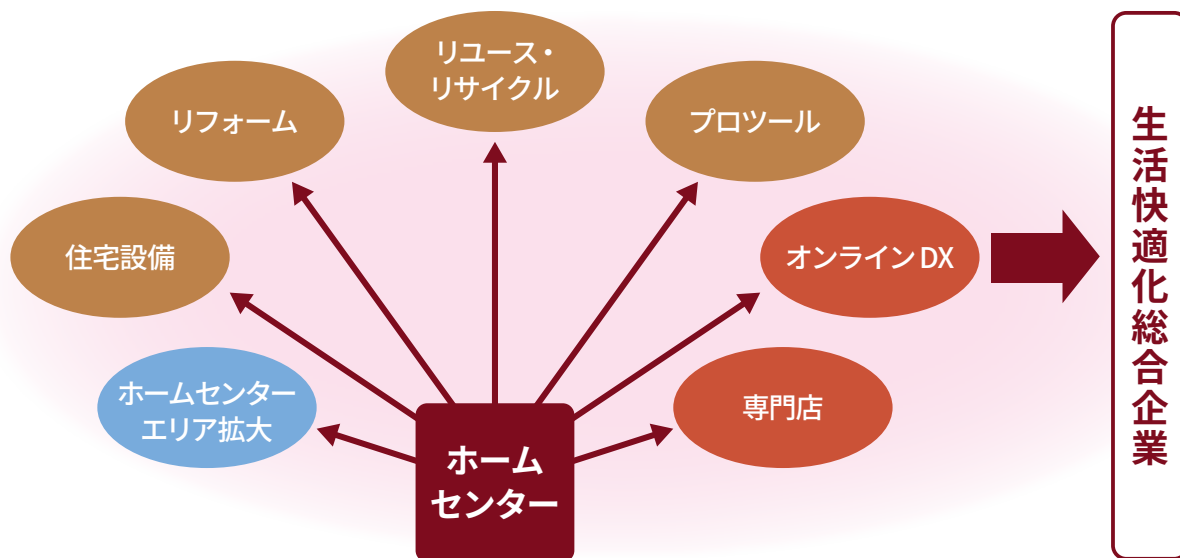 リユース・
リサイクル
リフォーム
プロツール
住宅設備
オンライン DX
ホームセンター
エリア拡大
専門店
ホーム
センター
生活快適化総合企業